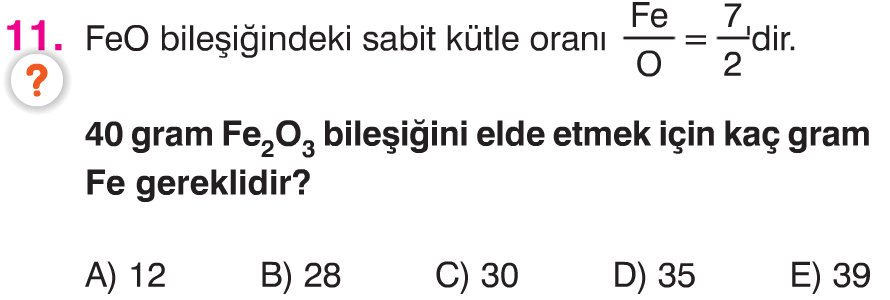 11. FeO bileşiğindeki sabit kütle oranı Fe/O = 7/2'dir.
?
40 gram Fe₂O₃ bileşiğini elde etmek için kaç gram
Fe gereklidir?
A) 12 B) 28 C) 30 D) 35 E) 39